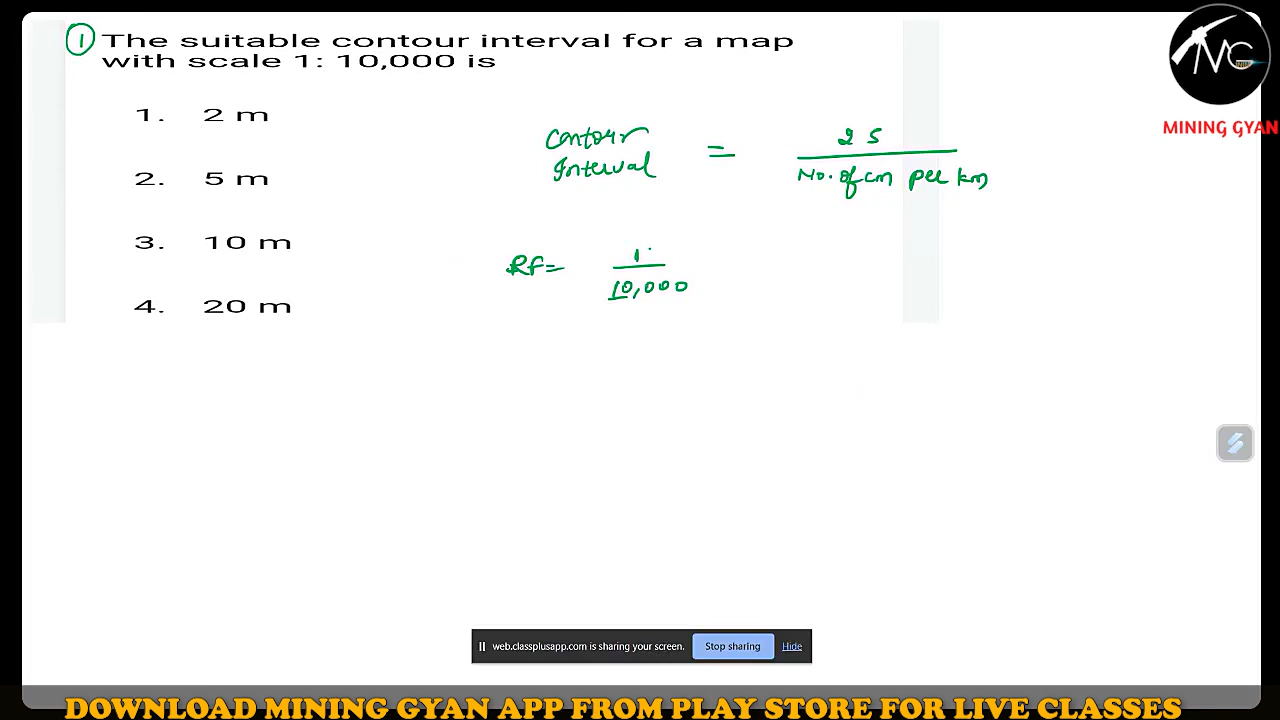 1 The suitable contour interval for a map
with scale 1: 10,000 is
1. 2 m
2. 5 m
3. 10 m
4. 20 m
Contour
Interval = 25
No. of cm per km
RF = 1
10,000
MG
MINING GYAN
web.classplusapp.com is sharing your screen. Stop sharing Hide
DOWNLOAD MINING GYAN APP FROM PLAY STORE FOR LIVE CLASSES